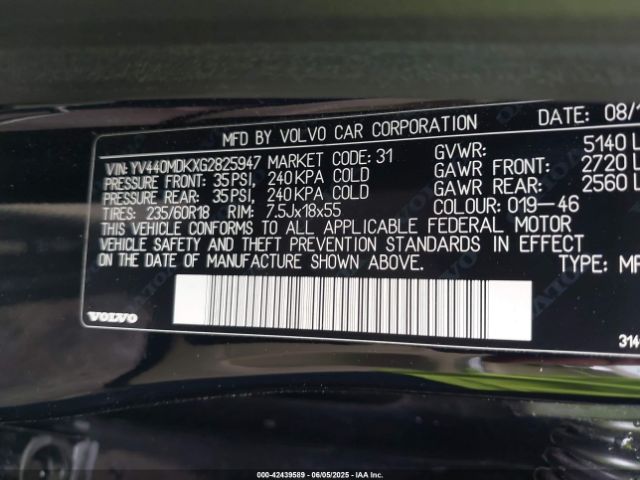 DATE: 08/
MFD BY VOLVO CAR CORPORATION
VIN: YV440MDKXG2825947 MARKET CODE: 31
PRESSURE FRONT: 35PSI, 240KPA COLD
PRESSURE REAR: 35 PSI, 240KPA COLD
TIRES: 235/60R18 RIM: 7.5Jx18x55
GVWR: 5140 L
GAWR FRONT: 2720 L
GAWR REAR: 2560 L
COLOUR: 019-46
THIS VEHICLE CONFORMS TO ALL APPLICABLE FEDERAL MOTOR
VEHICLE SAFETY AND THEFT PREVENTION STANDARDS IN EFFECT
ON THE DATE OF MANUFACTURE SHOWN ABOVE.
TYPE: MP
VOLVO
314
000-42439589 - 06/05/2025 - IAAI, Inc.